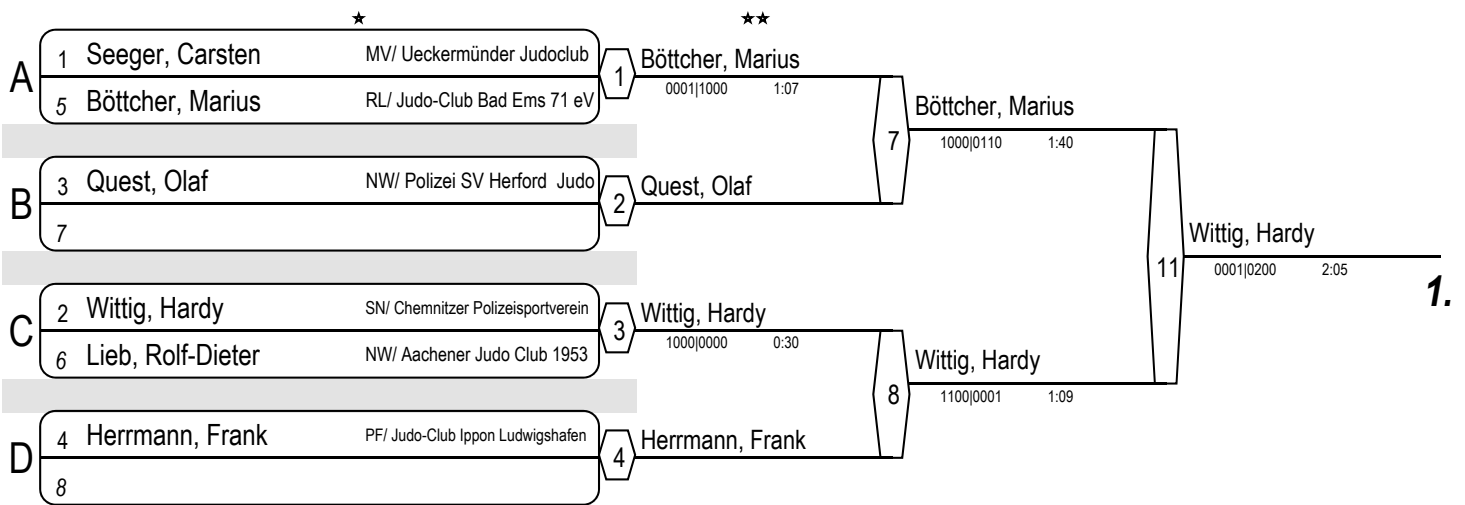 ★ ★★
A 1 Seeger, Carsten MV/ Ueckermünder Judoclub
5 Böttcher, Marius RL/ Judo-Club Bad Ems 71 eV
1 Böttcher, Marius
0001|1000 1:07
B 3 Quest, Olaf NW/ Polizei SV Herford Judo
7
2 Quest, Olaf
7 Böttcher, Marius
1000|0110 1:40
C 2 Wittig, Hardy SN/ Chemnitzer Polizeisportverein
6 Lieb, Rolf-Dieter NW/ Aachener Judo Club 1953
3 Wittig, Hardy
1000|0000 0:30
D 4 Herrmann, Frank PF/ Judo-Club Ippon Ludwigshafen
8
4 Herrmann, Frank
8 Wittig, Hardy
1100|0001 1:09
11 Wittig, Hardy
0001|0200 2:05
1.